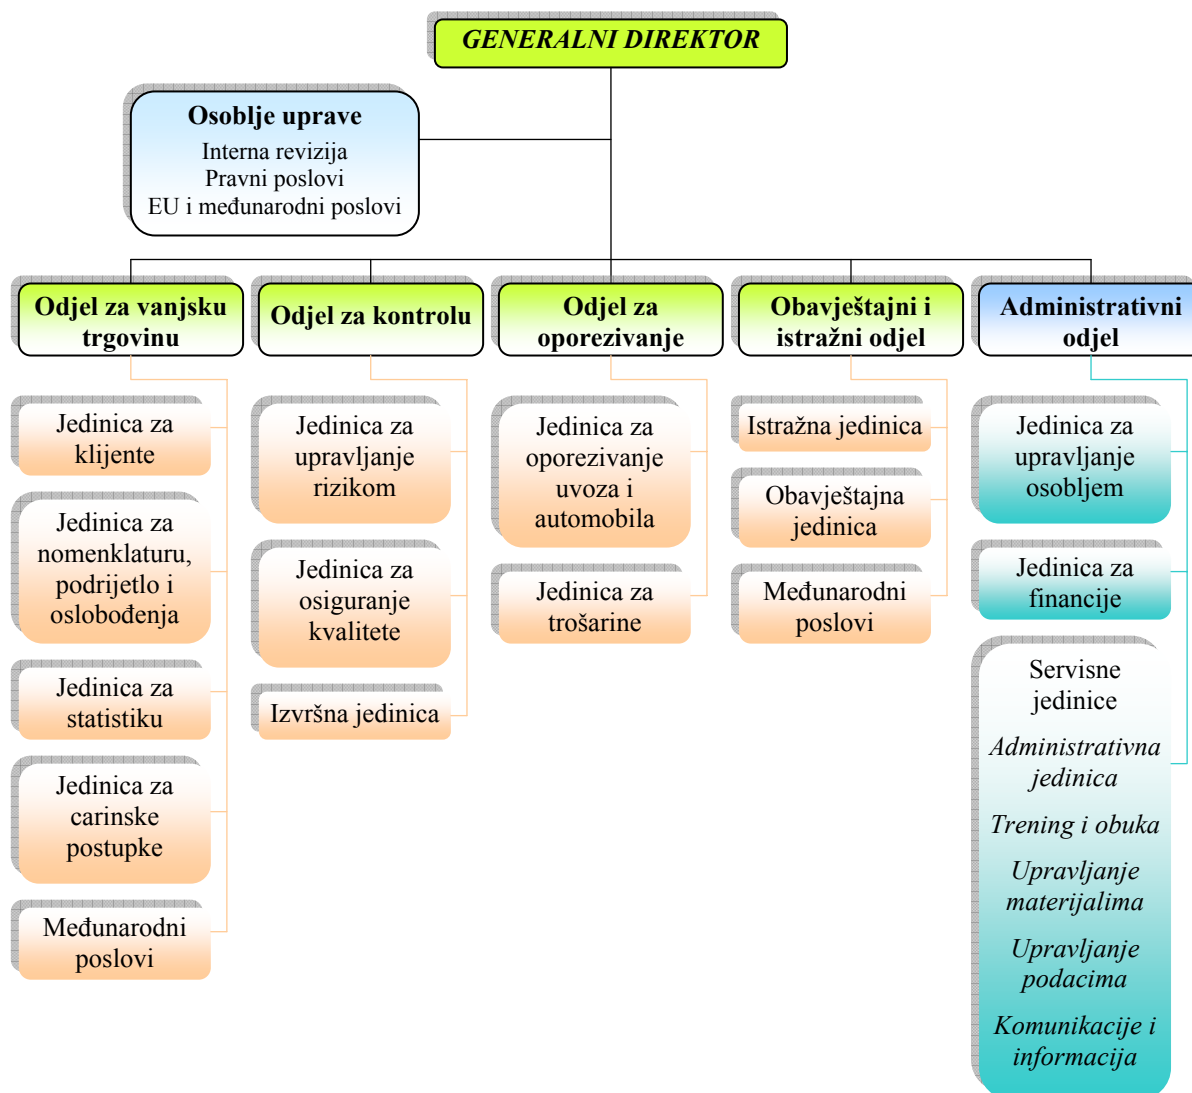 GENERALNI DIREKTOR
Osoblje uprave
Interna revizija
Pravni poslovi
EU i međunarodni poslovi
Odjel za vanjsku
trgovinu
Odjel za kontrolu
Odjel za
oporezivanje
Obavještajni i
istražni odjel
Administrativni
odjel
Jedinica za
klijente
Jedinica za
nomenklaturu,
podrijetlo i
oslobođenja
Jedinica za
statistiku
Jedinica za
carinske
postupke
Međunarodni
poslovi
Jedinica za
upravljanje
rizikom
Jedinica za
osiguranje
kvalitete
Izvršna jedinica
Jedinica za
oporezivanje
uvoza i
automobila
Jedinica za
trošarine
Istražna jedinica
Obavještajna
jedinica
Međunarodni
poslovi
Jedinica za
upravljanje
osobljem
Jedinica za
financije
Servisne
jedinice
Administrativna
jedinica
Trening i obuka
Upravljanje
materijalima
Upravljanje
podacima
Komunikacije i
informacija